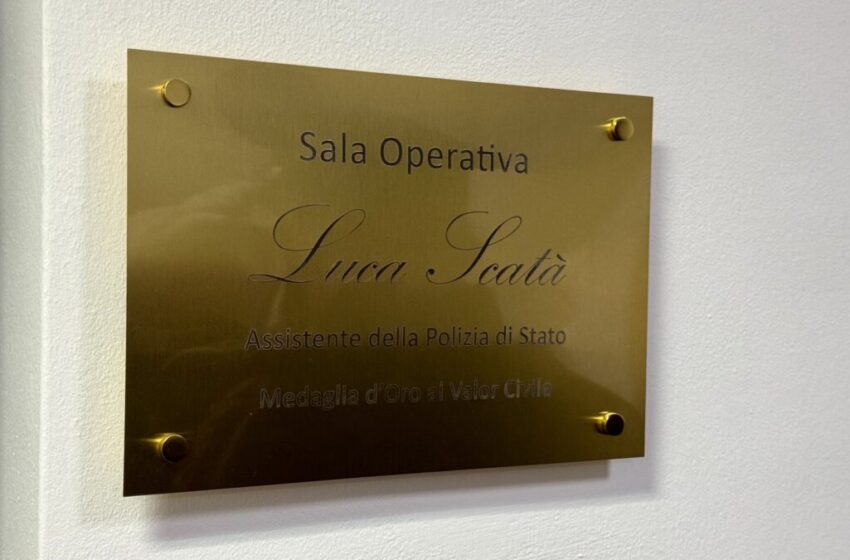 Sala Operativa
Luca Scatà
Assistente della Polizia di Stato
Medaglia d'Oro al Valor Civile